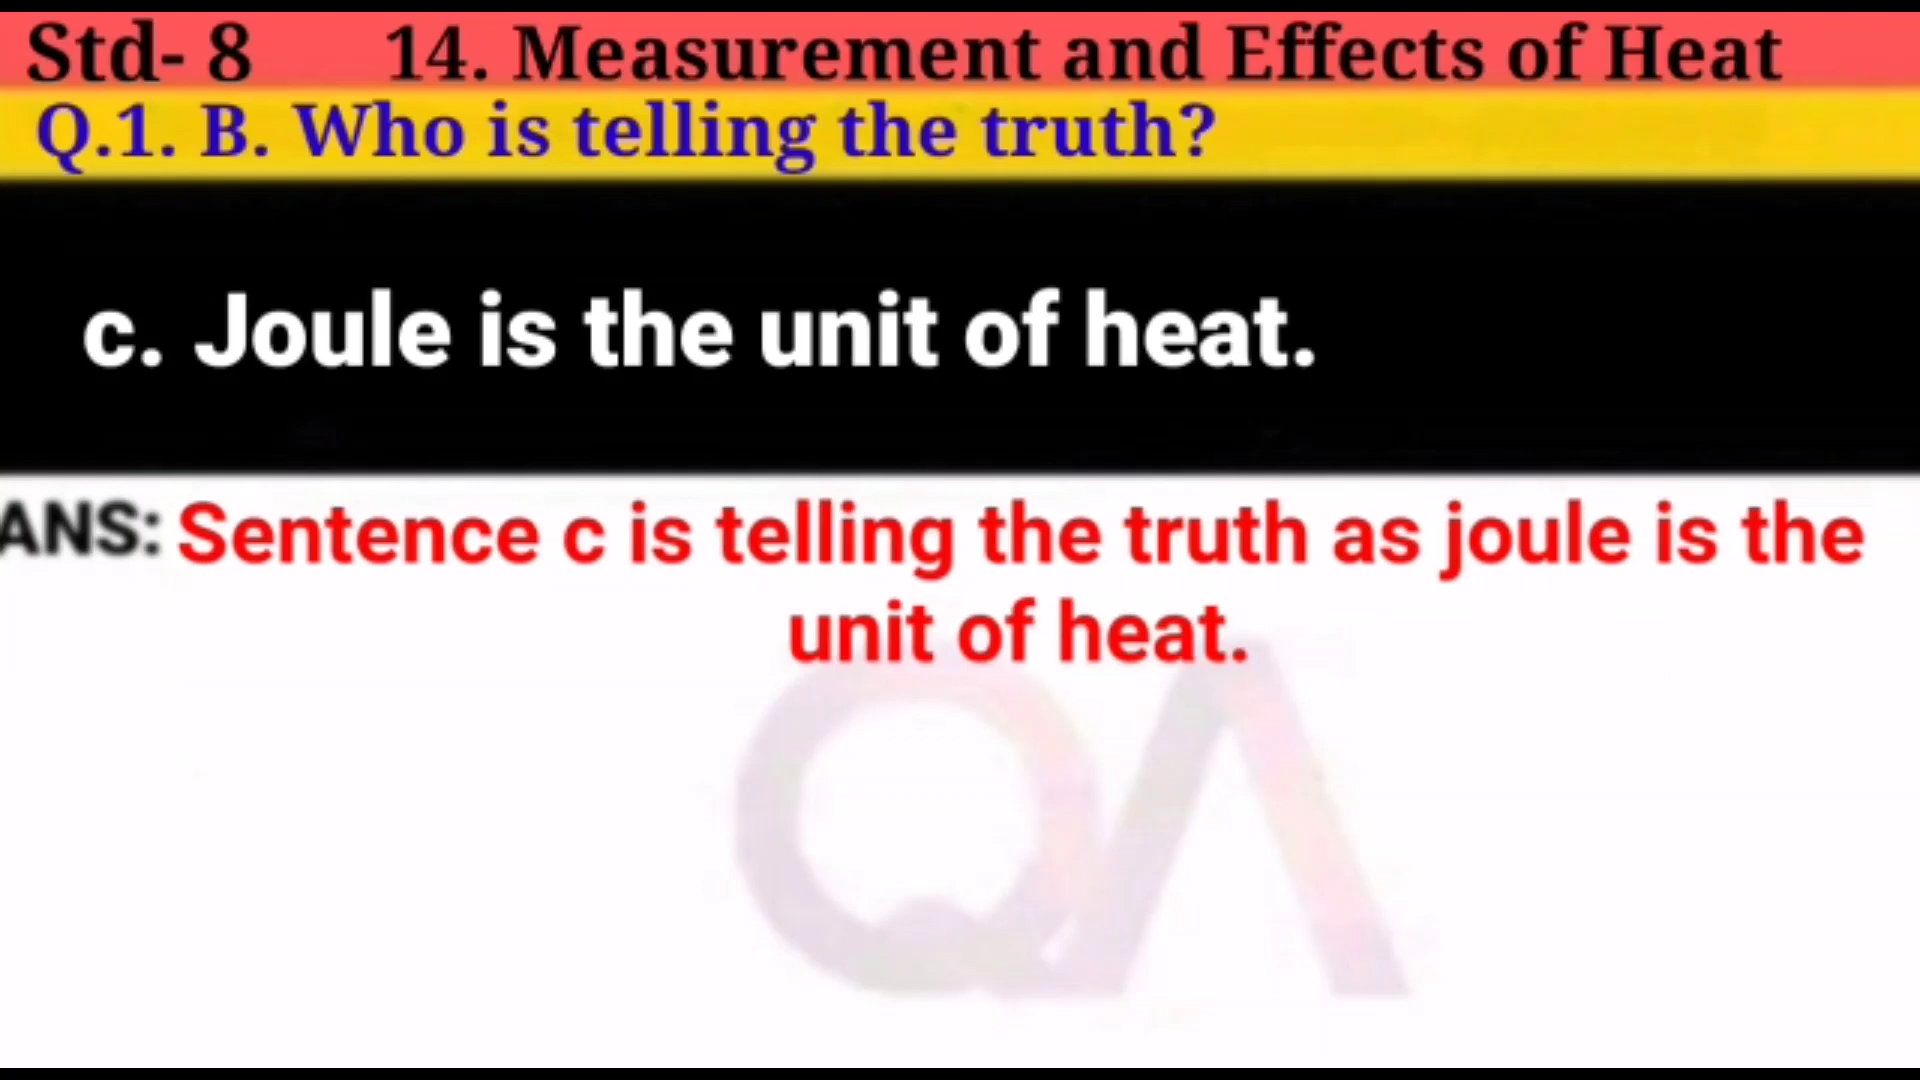 Std- 8 14. Measurement and Effects of Heat
Q.1. B. Who is telling the truth?
c. Joule is the unit of heat.
ANS: Sentence c is telling the truth as joule is the
unit of heat.
QA